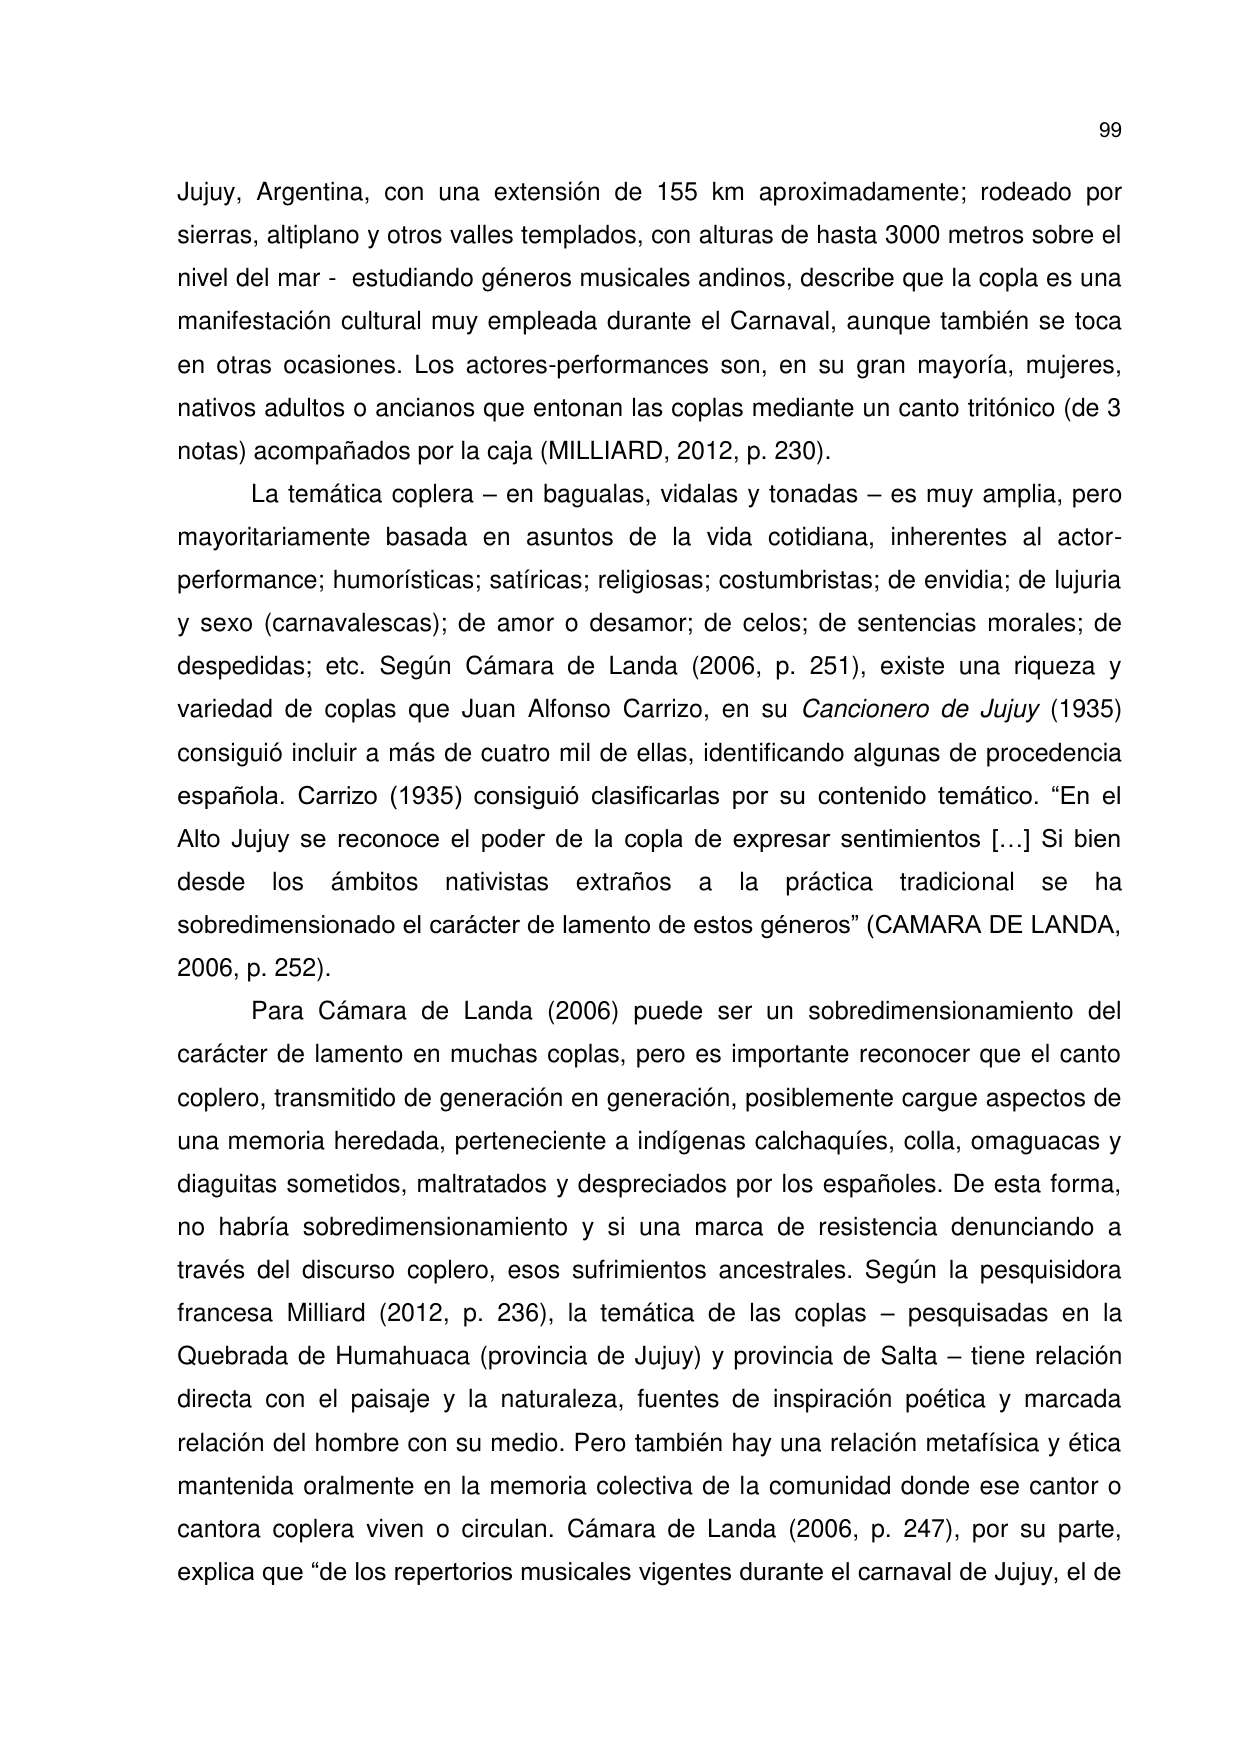 99
Jujuy, Argentina, con una extensión de 155 km aproximadamente; rodeado por
sierras, altiplano y otros valles templados, con alturas de hasta 3000 metros sobre el
nivel del mar -  estudiando géneros musicales andinos, describe que la copla es una
manifestación cultural muy empleada durante el Carnaval, aunque también se toca
en otras ocasiones. Los actores-performances son, en su gran mayoría, mujeres,
nativos adultos o ancianos que entonan las coplas mediante un canto tritónico (de 3
notas) acompañados por la caja (MILLIARD, 2012, p. 230).
La temática coplera – en bagualas, vidalas y tonadas – es muy amplia, pero
mayoritariamente basada en asuntos de la vida cotidiana, inherentes al actor-
performance; humorísticas; satíricas; religiosas; costumbristas; de envidia; de lujuria
y sexo (carnavalescas); de amor o desamor; de celos; de sentencias morales; de
despedidas; etc. Según Cámara de Landa (2006, p. 251), existe una riqueza y
variedad de coplas que Juan Alfonso Carrizo, en su Cancionero de Jujuy (1935)
consiguió incluir a más de cuatro mil de ellas, identificando algunas de procedencia
española. Carrizo (1935) consiguió clasificarlas por su contenido temático. “En el
Alto Jujuy se reconoce el poder de la copla de expresar sentimientos […] Si bien
desde los ámbitos nativistas extraños a la práctica tradicional se ha
sobredimensionado el carácter de lamento de estos géneros” (CAMARA DE LANDA,
2006, p. 252).
Para Cámara de Landa (2006) puede ser un sobredimensionamiento del
carácter de lamento en muchas coplas, pero es importante reconocer que el canto
coplero, transmitido de generación en generación, posiblemente cargue aspectos de
una memoria heredada, perteneciente a indígenas calchaquíes, colla, omaguacas y
diaguitas sometidos, maltratados y despreciados por los españoles. De esta forma,
no habría sobredimensionamiento y si una marca de resistencia denunciando a
través del discurso coplero, esos sufrimientos ancestrales. Según la pesquisidora
francesa Milliard (2012, p. 236), la temática de las coplas – pesquisadas en la
Quebrada de Humahuaca (provincia de Jujuy) y provincia de Salta – tiene relación
directa con el paisaje y la naturaleza, fuentes de inspiración poética y marcada
relación del hombre con su medio. Pero también hay una relación metafísica y ética
mantenida oralmente en la memoria colectiva de la comunidad donde ese cantor o
cantora coplera viven o circulan. Cámara de Landa (2006, p. 247), por su parte,
explica que “de los repertorios musicales vigentes durante el carnaval de Jujuy, el de